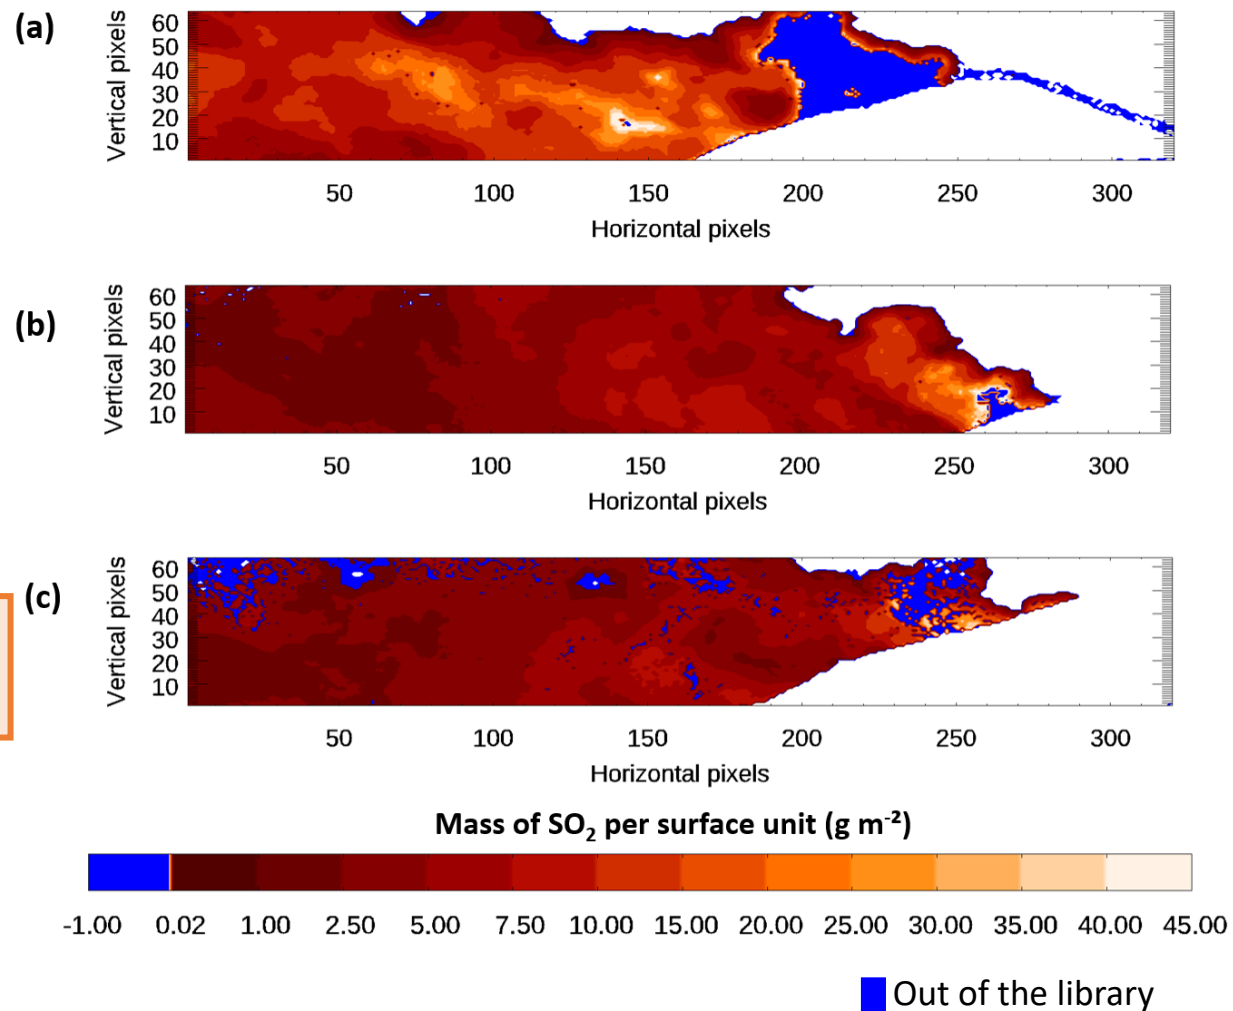 (a)
Vertical pixels
60
50
40
30
20
10
50 100 150 200 250 300
Horizontal pixels
(b)
Vertical pixels
60
50
40
30
20
10
50 100 150 200 250 300
Horizontal pixels
(c)
Vertical pixels
60
50
40
30
20
10
50 100 150 200 250 300
Horizontal pixels
Mass of SO₂ per surface unit (g m⁻²)
-1.00 0.02 1.00 2.50 5.00 7.50 10.00 15.00 20.00 25.00 30.00 35.00 40.00 45.00
Out of the library